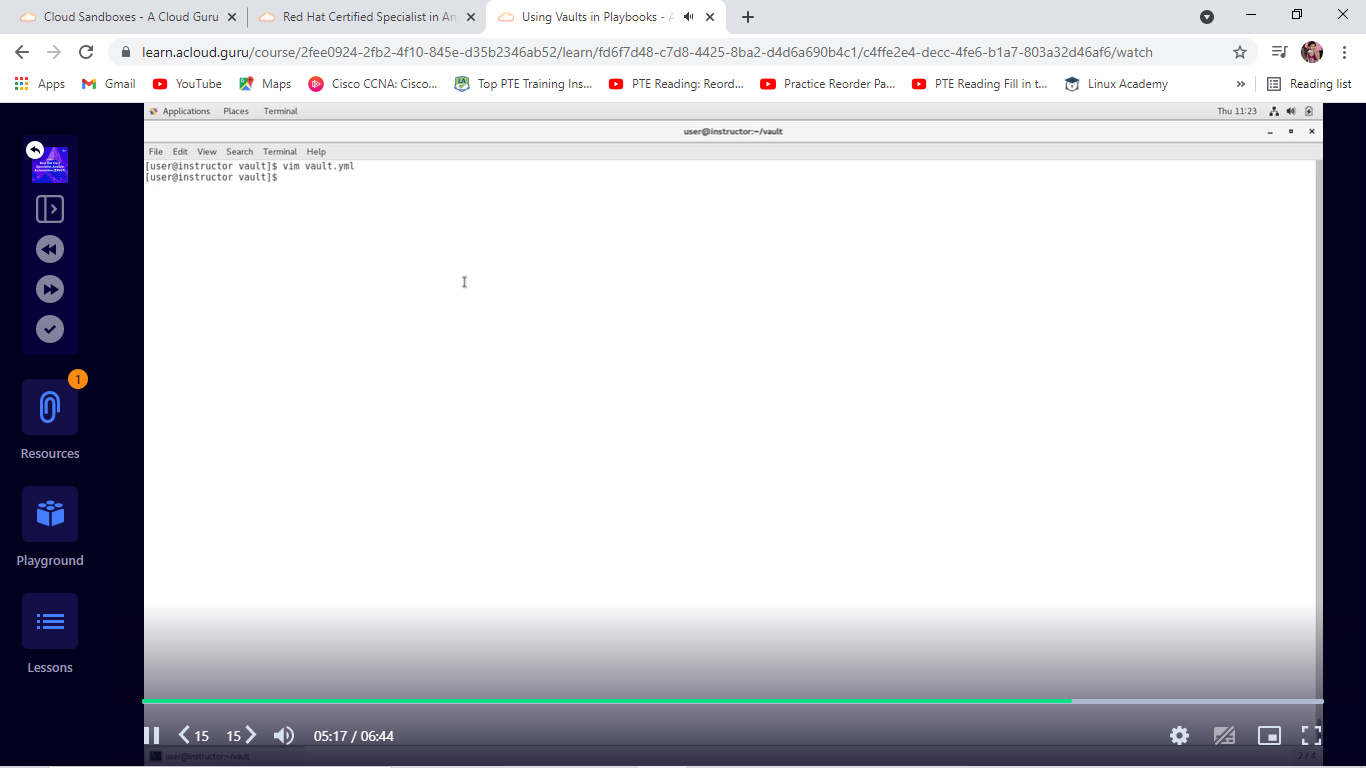 Cloud Sandboxes - A Cloud Guru
Red Hat Certified Specialist in An
Using Vaults in Playbooks - A
learn.acloud.guru/course/2fee0924-2fb2-4f10-845e-d35b2346ab52/learn/fd6f7d48-c7d8-4425-8ba2-d4d6a690b4c1/c4ffe2e4-decc-4fe6-b1a7-803a32d46af6/watch
Apps Gmail YouTube Maps Cisco CCNA: Cisco... Top PTE Training Ins... PTE Reading: Reord... Practice Reorder Pa... PTE Reading Fill in t... Linux Academy » Reading list
Applications Places Terminal Thu 11:23
user@instructor:~/vault
File Edit View Search Terminal Help
[user@instructor vault]$ vim vault.yml
[user@instructor vault]$
1
Resources
Playground
Lessons
15 15 05:17 / 06:44
user@instructor:~/vault 2 / 4